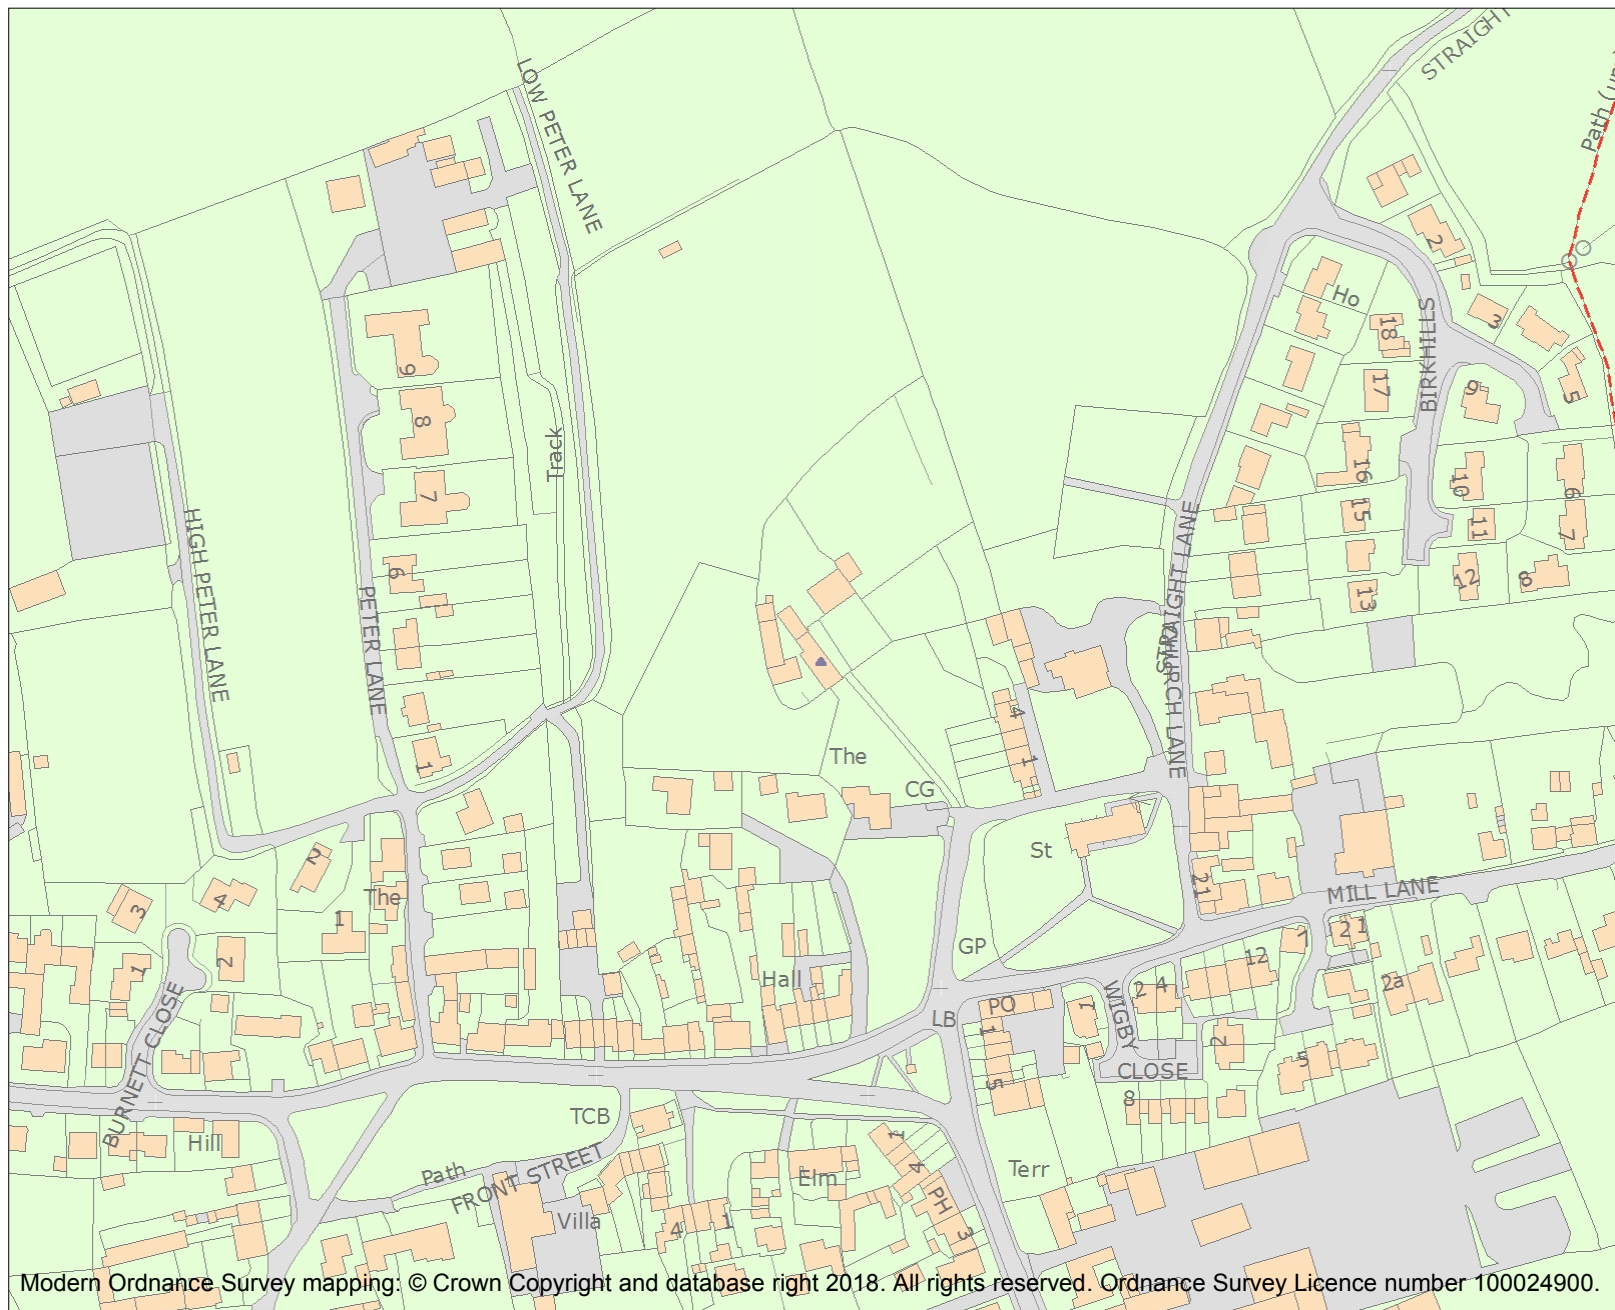 STRAIGHT
LOW PETER LANE
Path (un
2
Ho
BIRKHILLS
18
3
9
17
9
5
8
Track
16
10
6
7
HIGH PETER LANE
STRAIGHT LANE
15
11
7
6
PETER LANE
12
8
13
CHURCH LANE
4
1
1
The
CG
St
2
21
MILL LANE
4
The
3
1
2 1
7
GP
12
1
2
Hall
2 4
2a
BURNETT CLOSE
PO
1
WIGBY
CLOSE
LB
1
2
5
5
8
TCB
Hill
1
Path
FRONT STREET
4
Elm
Terr
PH
Villa
4
1
3
Modern Ordnance Survey mapping: © Crown Copyright and database right 2018. All rights reserved. Ordnance Survey Licence number 100024900.